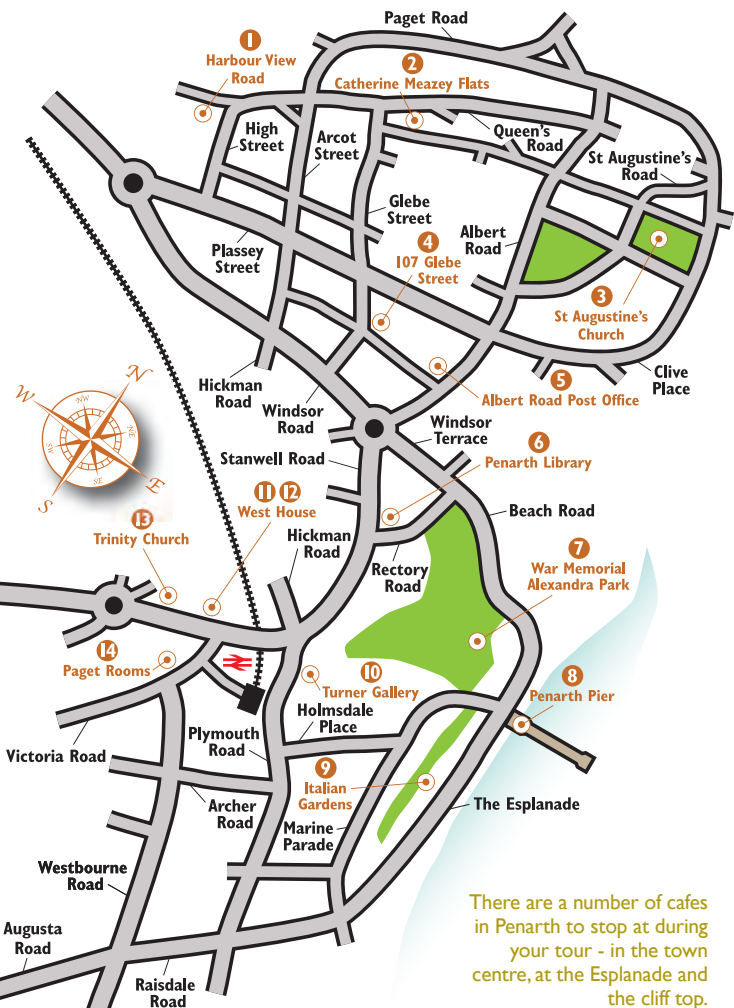 Paget Road
1
Harbour View
Road
2
Catherine Meazey Flats
High
Street
Arcot
Street
Queen's
Road
St Augustine's
Road
Glebe
Street
Albert
Road
4
107 Glebe
Street
Plassey
Street
3
St Augustine's
Church
Hickman
Road
Windsor
Road
5
Albert Road Post Office
Clive
Place
N
NE
E
SE
S
SW
W
NW
Windsor
Terrace
Stanwell Road
6
Penarth Library
11 12
West House
13
Trinity Church
Hickman
Road
Beach Road
Rectory
Road
7
War Memorial
Alexandra Park
14
Paget Rooms
10
Turner Gallery
8
Penarth Pier
Holmsdale
Place
Victoria Road
Plymouth
Road
9
Italian
Gardens
The Esplanade
Archer
Road
Marine
Parade
Westbourne
Road
Augusta
Road
Raisdale
Road
There are a number of cafes
in Penarth to stop at during
your tour - in the town
centre, at the Esplanade and
the cliff top.